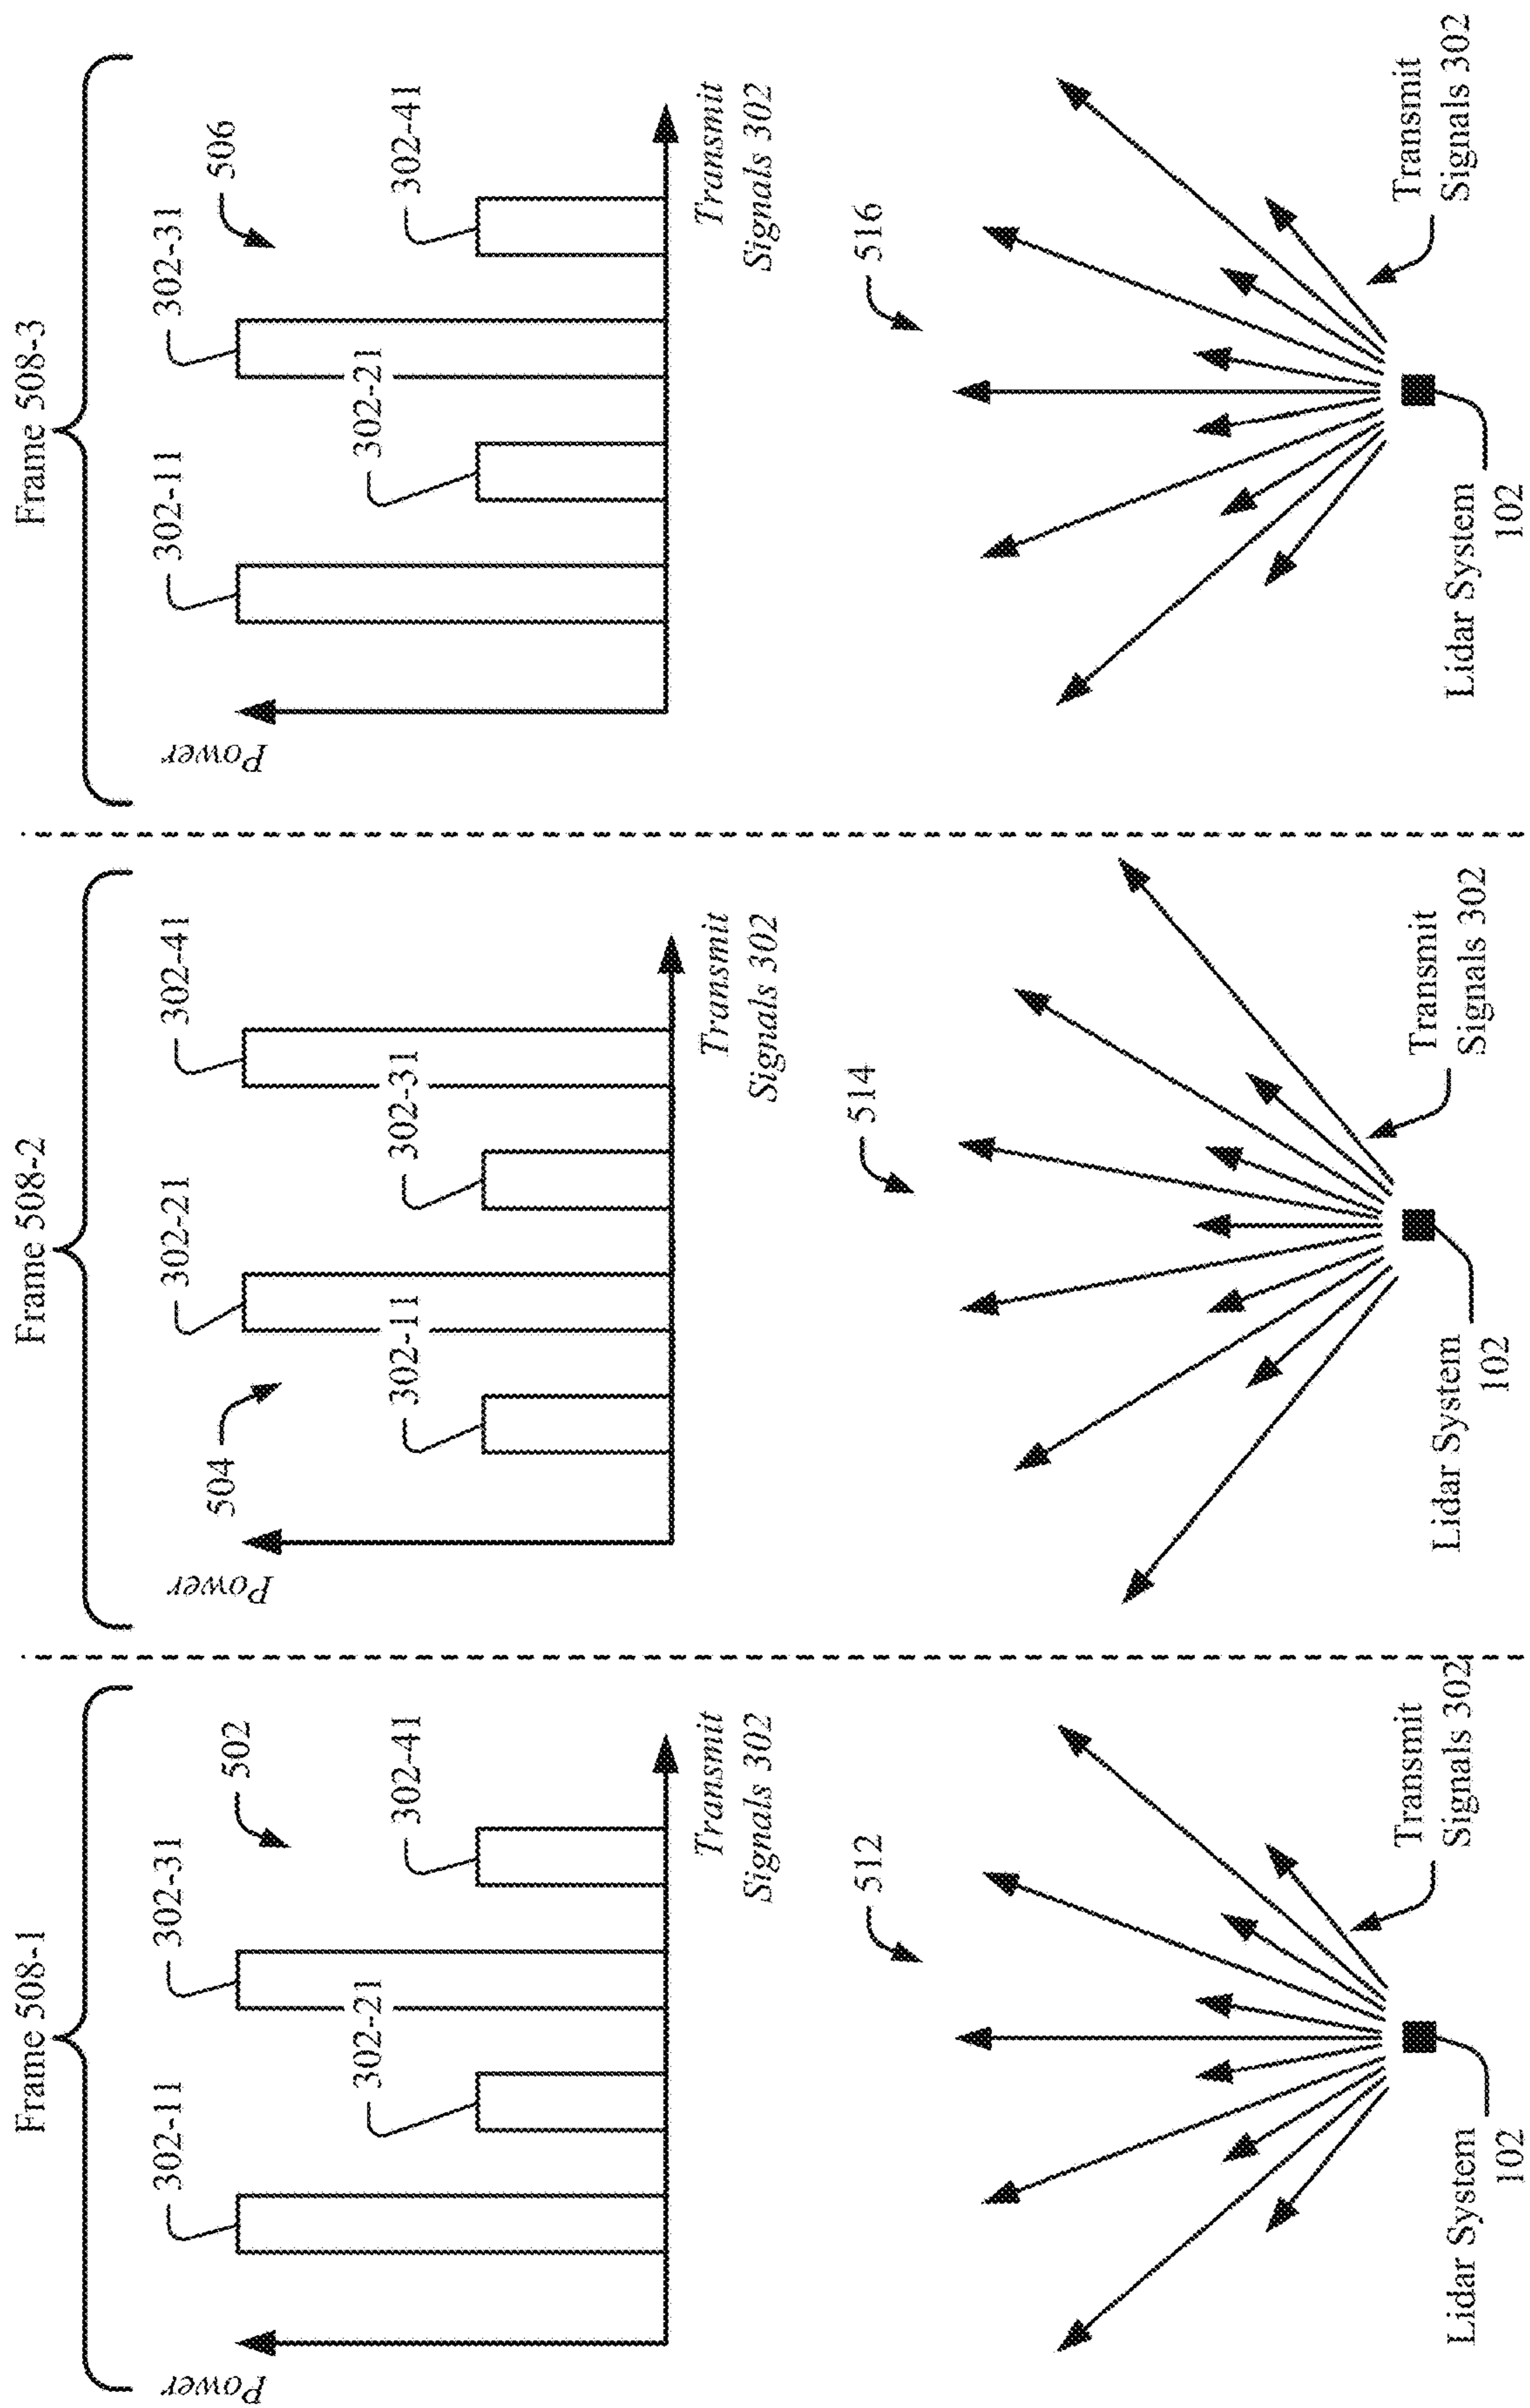 Frame 508-1
302-11
302-31
502
302-21
302-41
Power
Transmit
Signals 302
512
Transmit
Signals 302
Lidar System
102
Frame 508-2
302-21
302-41
504
302-11
302-31
Power
Transmit
Signals 302
514
Transmit
Signals 302
Lidar System
102
Frame 508-3
302-11
302-31
506
302-21
302-41
Power
Transmit
Signals 302
516
Transmit
Signals 302
Lidar System
102